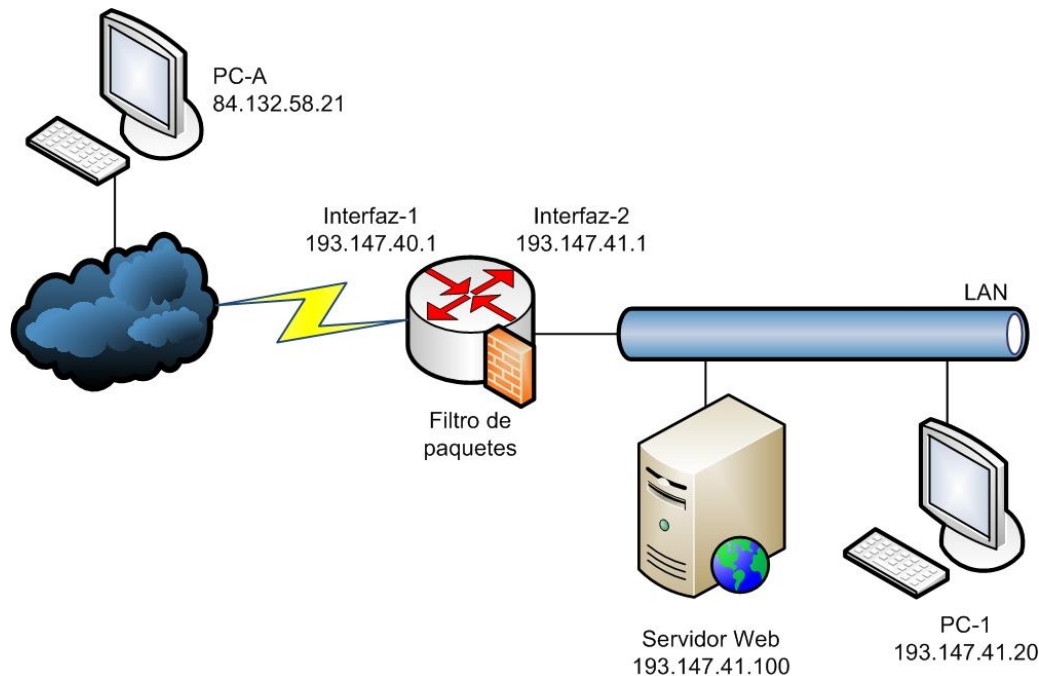 PC-A
84.132.58.21
Interfaz-1
193.147.40.1
Interfaz-2
193.147.41.1
LAN
Filtro de
paquetes
Servidor Web
193.147.41.100
PC-1
193.147.41.20